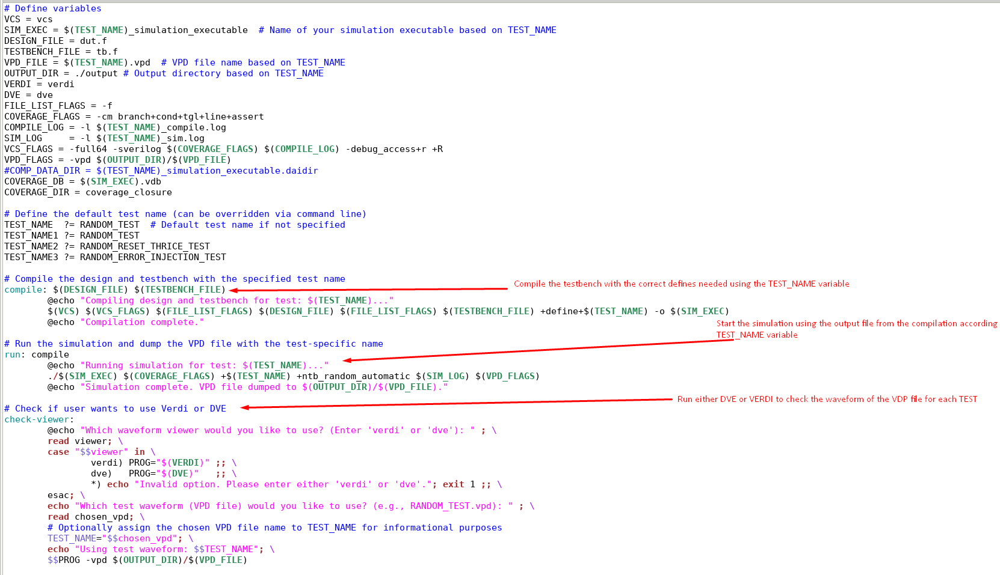 # Define variables
VCS = vcs
SIM_EXEC = $(TEST_NAME)_simulation_executable  # Name of your simulation executable based on TEST_NAME
DESIGN_FILE = dut.f
TESTBENCH_FILE = tb.f
VPD_FILE = $(TEST_NAME).vpd  # VPD file name based on TEST_NAME
OUTPUT_DIR = ./output # Output directory based on TEST_NAME
VERDI = verdi
DVE = dve
FILE_LIST_FLAGS = -f
COVERAGE_FLAGS = -cm branch+cond+tgl+line+assert
COMPILE_LOG = -l $(TEST_NAME)_compile.log
SIM_LOG     = -l $(TEST_NAME)_sim.log
VCS_FLAGS = -full64 -sverilog $(COVERAGE_FLAGS) $(COMPILE_LOG) -debug_access+r +R
VPD_FLAGS = -vpd $(OUTPUT_DIR)/$(VPD_FILE)
#COMP_DATA_DIR = $(TEST_NAME)_simulation_executable.daidir
COVERAGE_DB = $(SIM_EXEC).vdb
COVERAGE_DIR = coverage_closure
# Define the default test name (can be overridden via command line)
TEST_NAME  ?= RANDOM_TEST  # Default test name if not specified
TEST_NAME1 ?= RANDOM_TEST
TEST_NAME2 ?= RANDOM_RESET_THRICE_TEST
TEST_NAME3 ?= RANDOM_ERROR_INJECTION_TEST
# Compile the design and testbench with the specified test name
Compile the testbench with the correct defines needed using the TEST_NAME variable
compile: $(DESIGN_FILE) $(TESTBENCH_FILE)
        @echo "Compiling design and testbench for test: $(TEST_NAME)..."
        $(VCS) $(VCS_FLAGS) $(FILE_LIST_FLAGS) $(DESIGN_FILE) $(FILE_LIST_FLAGS) $(TESTBENCH_FILE) +define+$(TEST_NAME) -o $(SIM_EXEC)
        @echo "Compilation complete."
Start the simulation using the output file from the compilation according
TEST_NAME variable
# Run the simulation and dump the VPD file with the test-specific name
run: compile
        @echo "Running simulation for test: $(TEST_NAME)..."
        ./$(SIM_EXEC) $(COVERAGE_FLAGS) +$(TEST_NAME) +ntb_random_automatic $(SIM_LOG) $(VPD_FLAGS)
        @echo "Simulation complete. VPD file dumped to $(OUTPUT_DIR)/$(VPD_FILE)."
Run either DVE or VERDI to check the waveform of the VDP file for each TEST
# Check if user wants to use Verdi or DVE
check-viewer:
        @echo "Which waveform viewer would you like to use? (Enter 'verdi' or 'dve'): " ; \
        read viewer; \
        case "$$viewer" in \
                verdi) PROG="$(VERDI)" ;; \
                dve)   PROG="$(DVE)"   ;; \
                *) echo "Invalid option. Please enter either 'verdi' or 'dve'."; exit 1 ;; \
        esac; \
        echo "Which test waveform (VPD file) would you like to use? (e.g., RANDOM_TEST.vpd): " ; \
        read chosen_vpd; \
        # Optionally assign the chosen VPD file name to TEST_NAME for informational purposes
        TEST_NAME="$$chosen_vpd"; \
        echo "Using test waveform: $$TEST_NAME"; \
        $$PROG -vpd $(OUTPUT_DIR)/$(VPD_FILE)